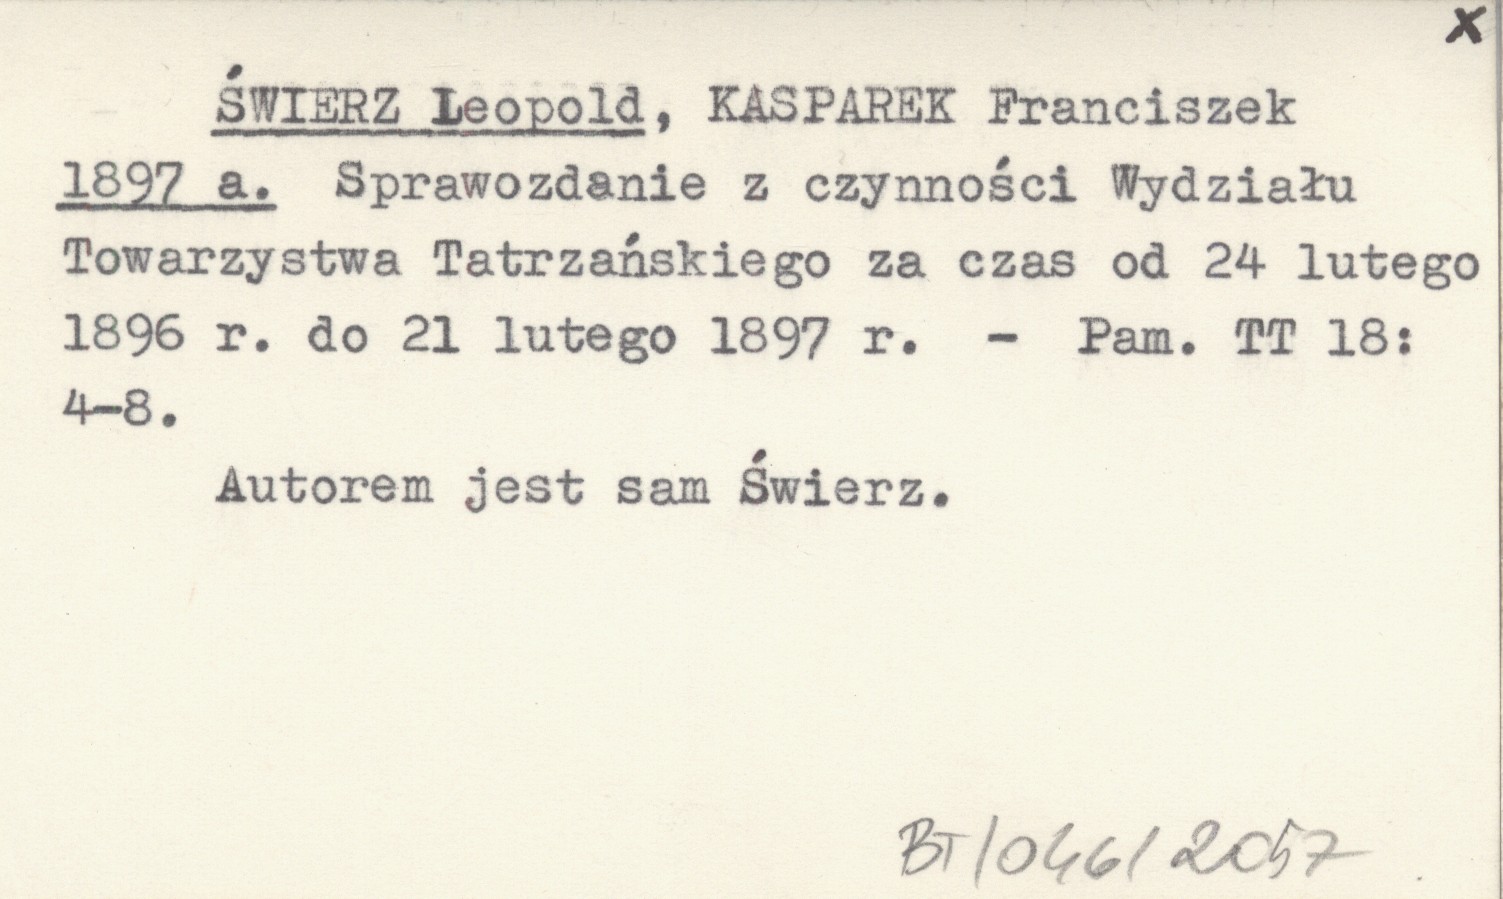 x
ŚWIERZ Leopold, KASPAREK Franciszek
1897 a. Sprawozdanie z czynności Wydziału
Towarzystwa Tatrzańskiego za czas od 24 lutego
1896 r. do 21 lutego 1897 r. - Pam. TT 18:
4-8.
Autorem jest sam Świerz.
BT/046/2057